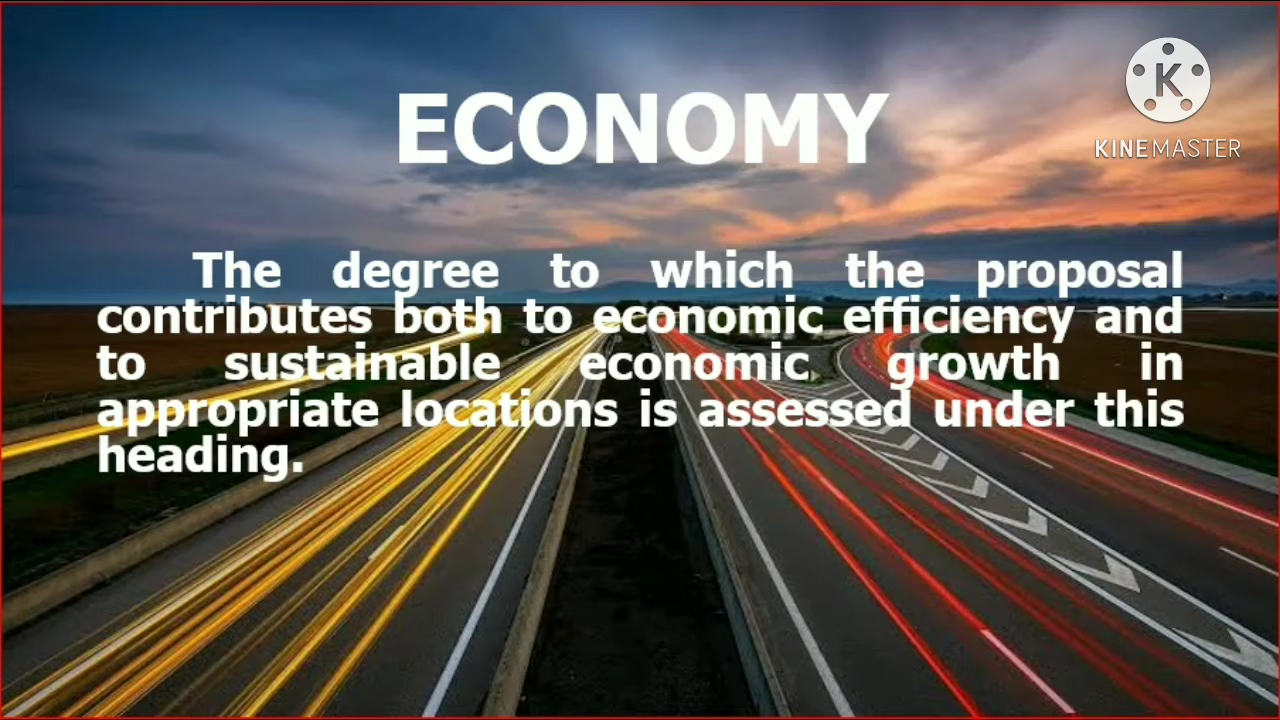 ECONOMY
K
KINEMASTER
The degree to which the proposal
contributes both to economic efficiency and
to sustainable economic growth in
appropriate locations is assessed under this
heading.